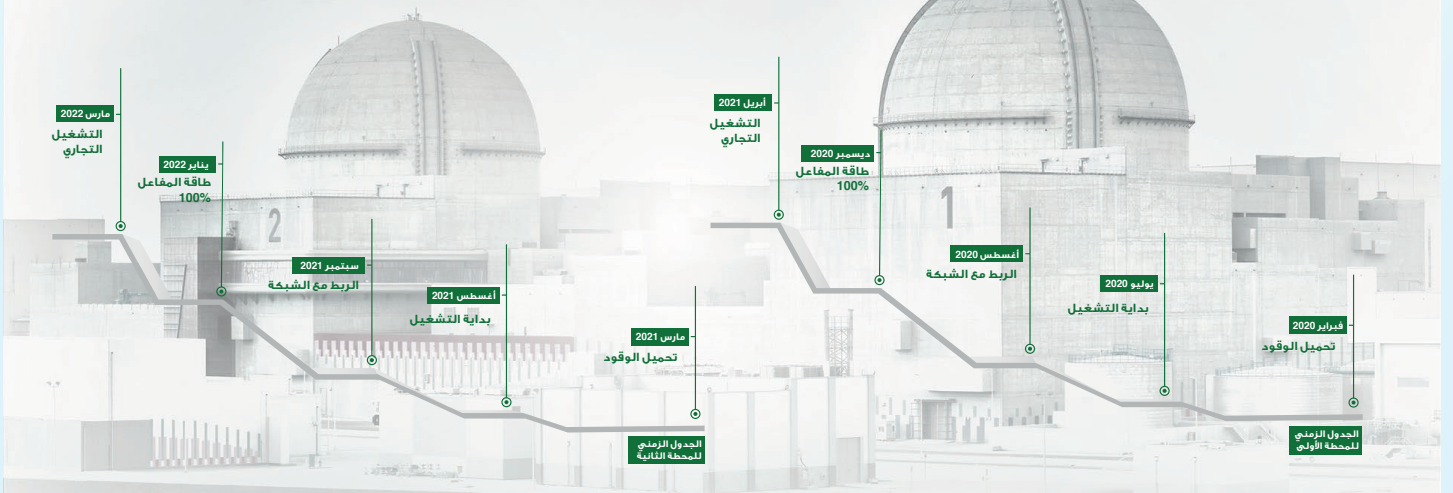 الجدول الزمني
للمحطة الأولى
فبراير 2020
تحميل الوقود
يوليو 2020
بداية التشغيل
أغسطس 2020
الربط مع الشبكة
ديسمبر 2020
طاقة المفاعل
100%
أبريل 2021
التشغيل
التجاري
1
الجدول الزمني
للمحطة الثانية
مارس 2021
تحميل الوقود
أغسطس 2021
بداية التشغيل
سبتمبر 2021
الربط مع الشبكة
يناير 2022
طاقة المفاعل
100%
مارس 2022
التشغيل
التجاري
2